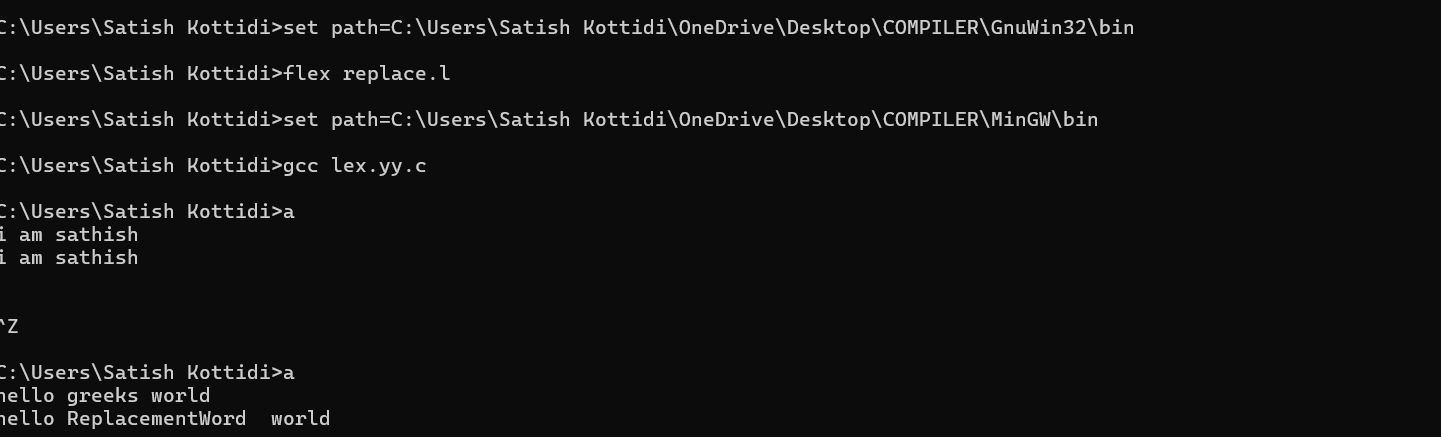 C:\Users\Satish Kottidi>set path=C:\Users\Satish Kottidi\OneDrive\Desktop\COMPILER\GnuWin32\bin
C:\Users\Satish Kottidi>flex replace.l
C:\Users\Satish Kottidi>set path=C:\Users\Satish Kottidi\OneDrive\Desktop\COMPILER\MinGW\bin
C:\Users\Satish Kottidi>gcc lex.yy.c
C:\Users\Satish Kottidi>a
i am sathish
i am sathish
^Z
C:\Users\Satish Kottidi>a
hello greeks world
hello ReplacementWord  world